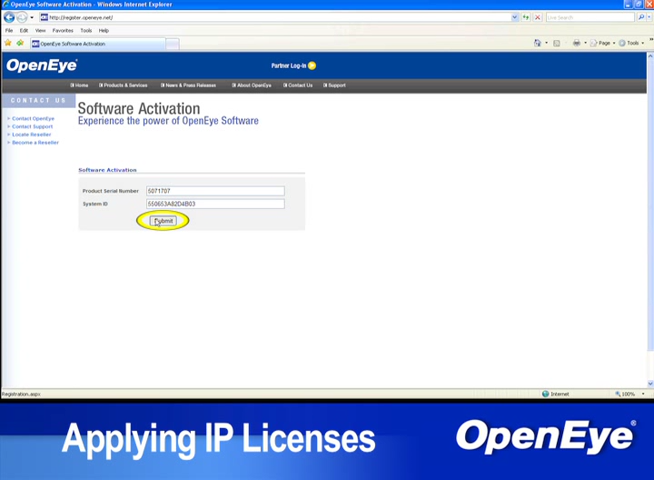 OpenEye Software Activation - Windows Internet Explorer
http://register.openeye.net/
Live Search
File Edit View Favorites Tools Help
OpenEye Software Activation
Page Tools
OpenEye
Partner Log-in
Home Products & Services News & Press Releases About OpenEye Contact Us Support
CONTACT US
> Contact OpenEye
> Contact Support
> Locate Reseller
> Become a Reseller
Software Activation
Experience the power of OpenEye Software
Software Activation
Product Serial Number 5071707
System ID 550653A82D4B03
Submit
Registration.aspx
Internet 100%
Applying IP Licenses
OpenEye®